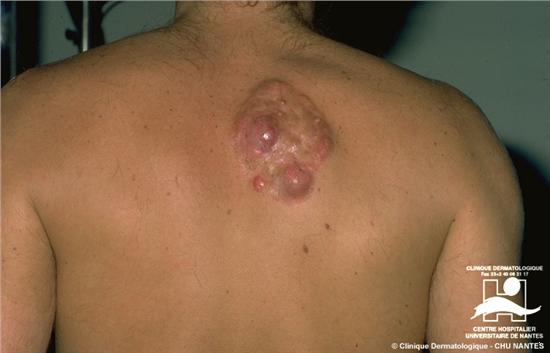 CLINIQUE DERMATOLOGIQUE
CENTRE HOSPITALIER
UNIVERSITAIRE DE NANTES
© Clinique Dermatologique - CHU NANTES